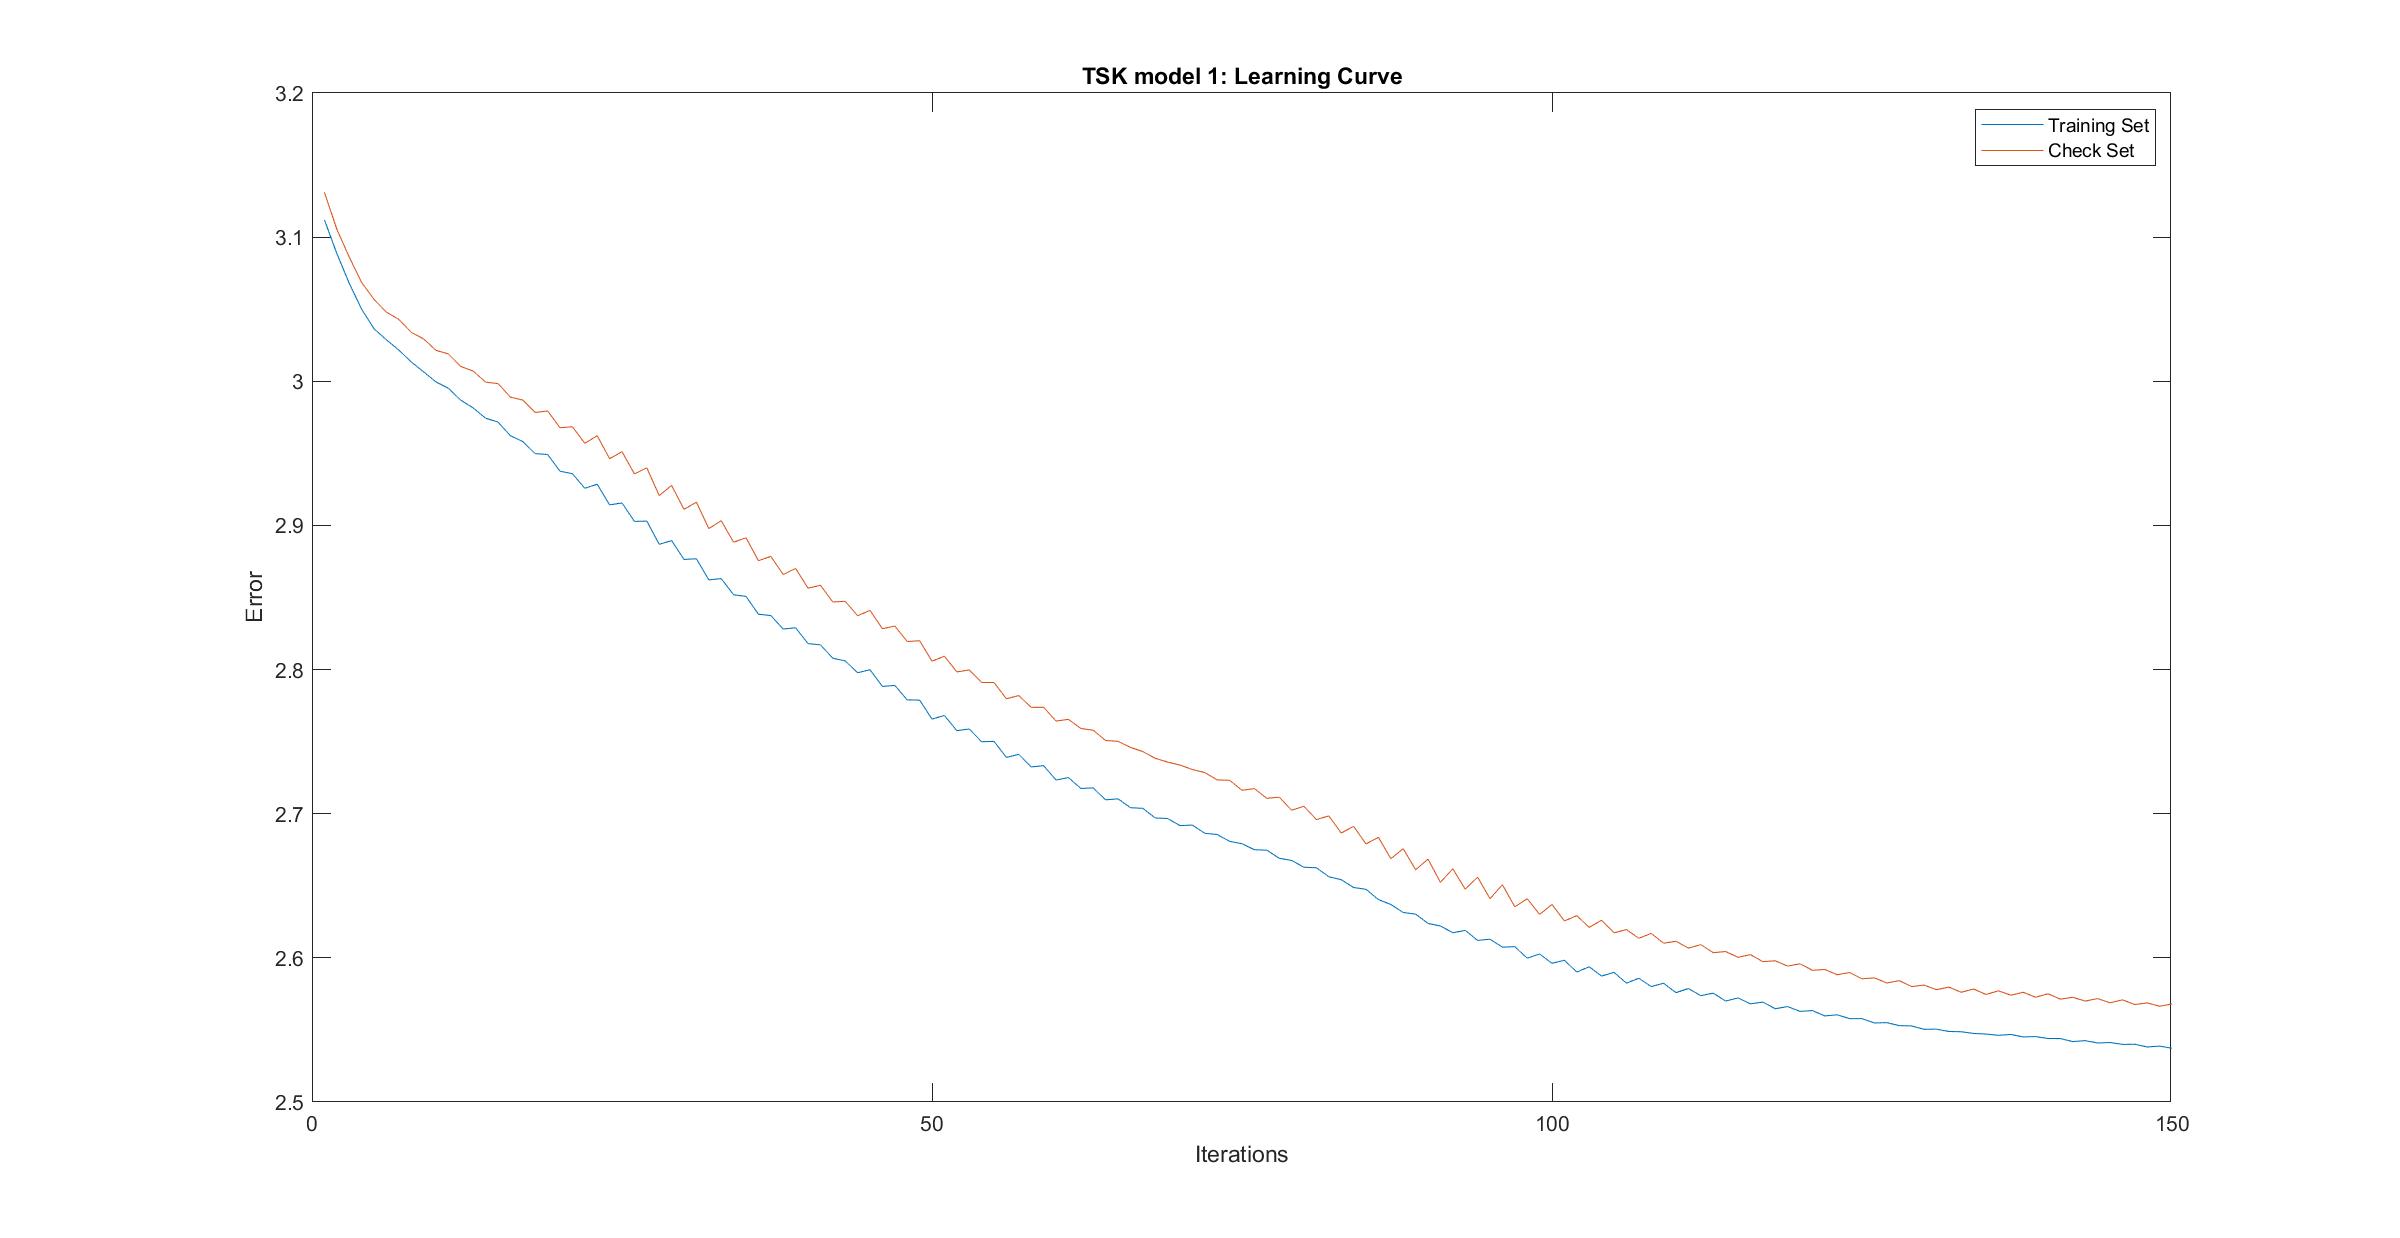 TSK model 1: Learning Curve
3.2
3.1
3
2.9
2.8
2.7
2.6
2.5
Error
0 50 100 150
Iterations
Training Set
Check Set